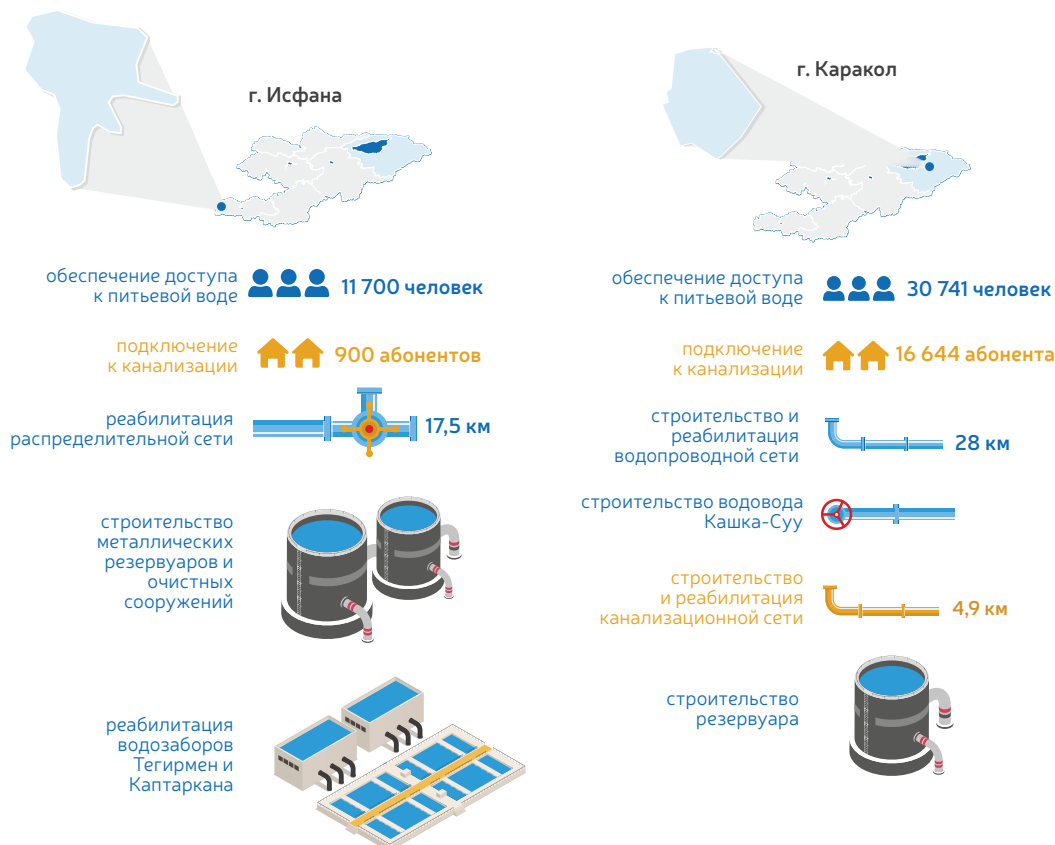 г. Исфана
обеспечение доступа
к питьевой воде
11 700 человек
подключение
к канализации
900 абонентов
реабилитация
распределительной сети
17,5 км
строительство
металлических
резервуаров и
очистных
сооружений
реабилитация
водозаборов
Тегирмен и
Каптаркана
г. Каракол
обеспечение доступа
к питьевой воде
30 741 человек
подключение
к канализации
16 644 абонента
строительство и
реабилитация
водопроводной сети
28 км
строительство водовода
Кашка-Суу
строительство
и реабилитация
канализационной сети
4,9 км
строительство
резервуара